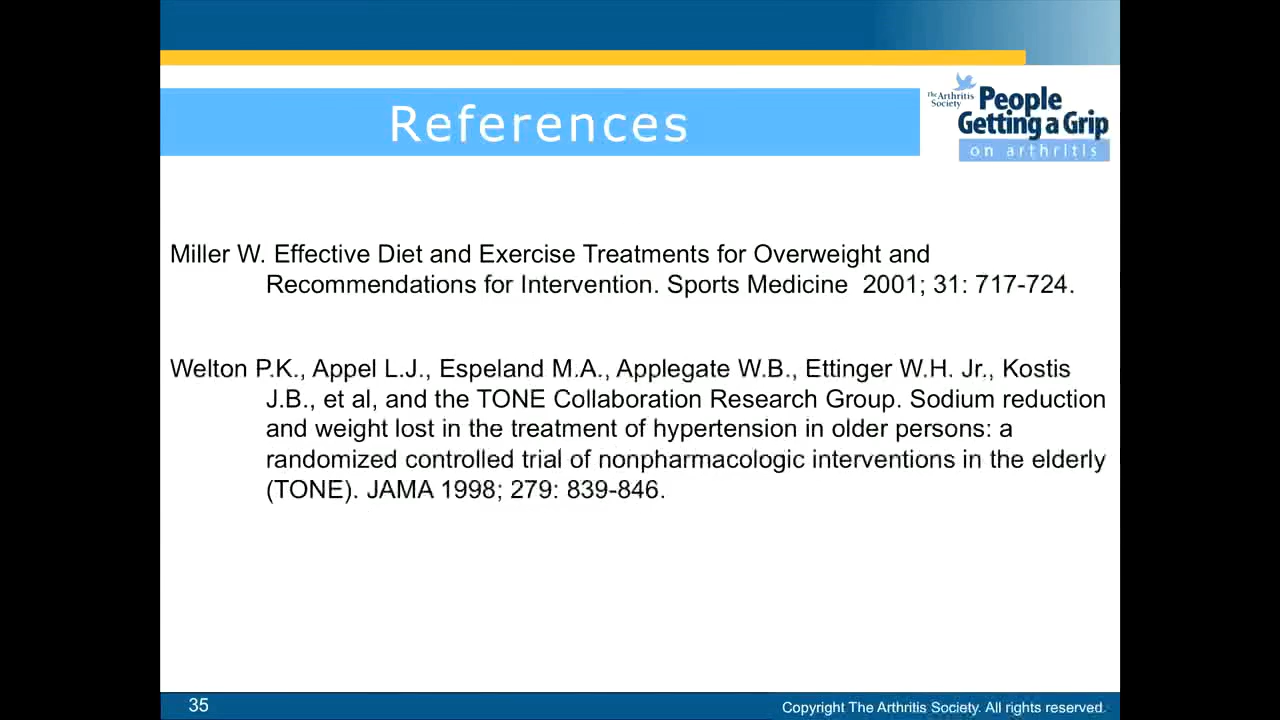 References
The Arthritis
Society
People
Getting a Grip
on arthritis
Miller W. Effective Diet and Exercise Treatments for Overweight and
Recommendations for Intervention. Sports Medicine 2001; 31: 717-724.
Welton P.K., Appel L.J., Espeland M.A., Applegate W.B., Ettinger W.H. Jr., Kostis
J.B., et al, and the TONE Collaboration Research Group. Sodium reduction
and weight lost in the treatment of hypertension in older persons: a
randomized controlled trial of nonpharmacologic interventions in the elderly
(TONE). JAMA 1998; 279: 839-846.
35
Copyright The Arthritis Society. All rights reserved.